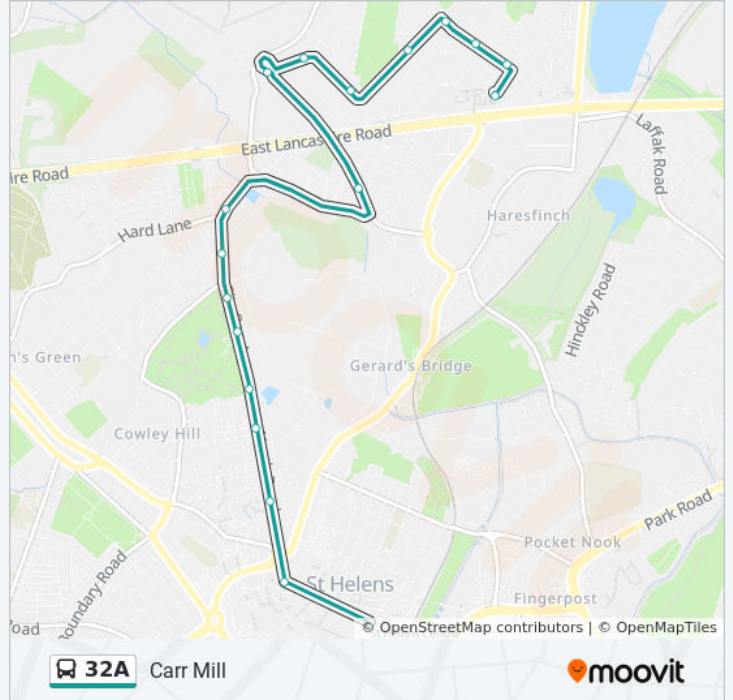 East Lancashire Road
ire Road
Laffak Road
Hard Lane
Haresfinch
Hinckley Road
n's Green
Gerard's Bridge
Cowley Hill
Park Road
Pocket Nook
Boundary Road
St Helens
Fingerpost
oad
© OpenStreetMap contributors | © OpenMapTiles
32A Carr Mill
moovit